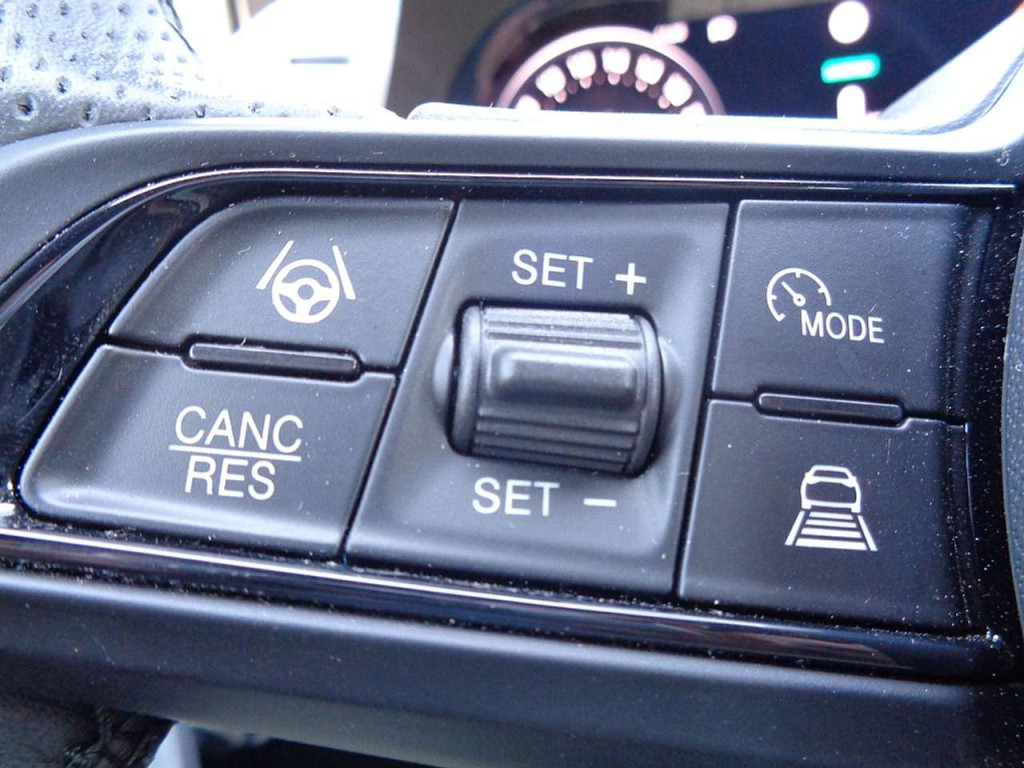 SET +
MODE
CANC
RES
SET −